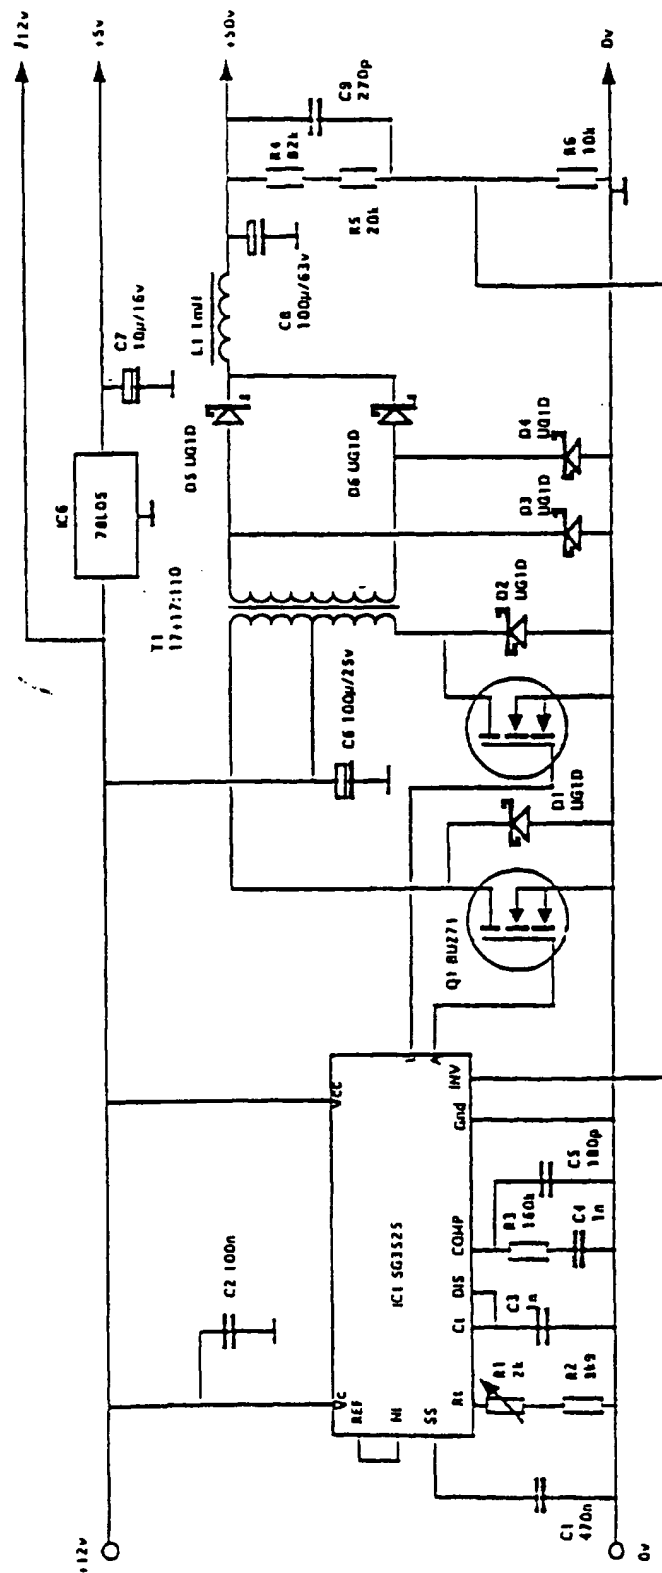 +12v
0v
C1
470n
C2 100n
Vc
REF
NI
SS
Rt
Ct
DIS
COMP
Gnd
INV
Vcc
A
IC1 SG3525
R1
2k
R2
3k9
C3
1n
R3
160k
C4
1n
C5
180p
Q1 BU271
D1
UG1D
C6 100µ/25v
D2
UG1D
T1
17+17:110
IC6
78L05
C7
10µ/16v
D3
UG1D
D4
UG1D
D5 UG1D
D6 UG1D
L1 1mH
C8
100µ/63v
R4
82k
R5
20k
C9
270p
R6
10k
+5v
+50v
0v